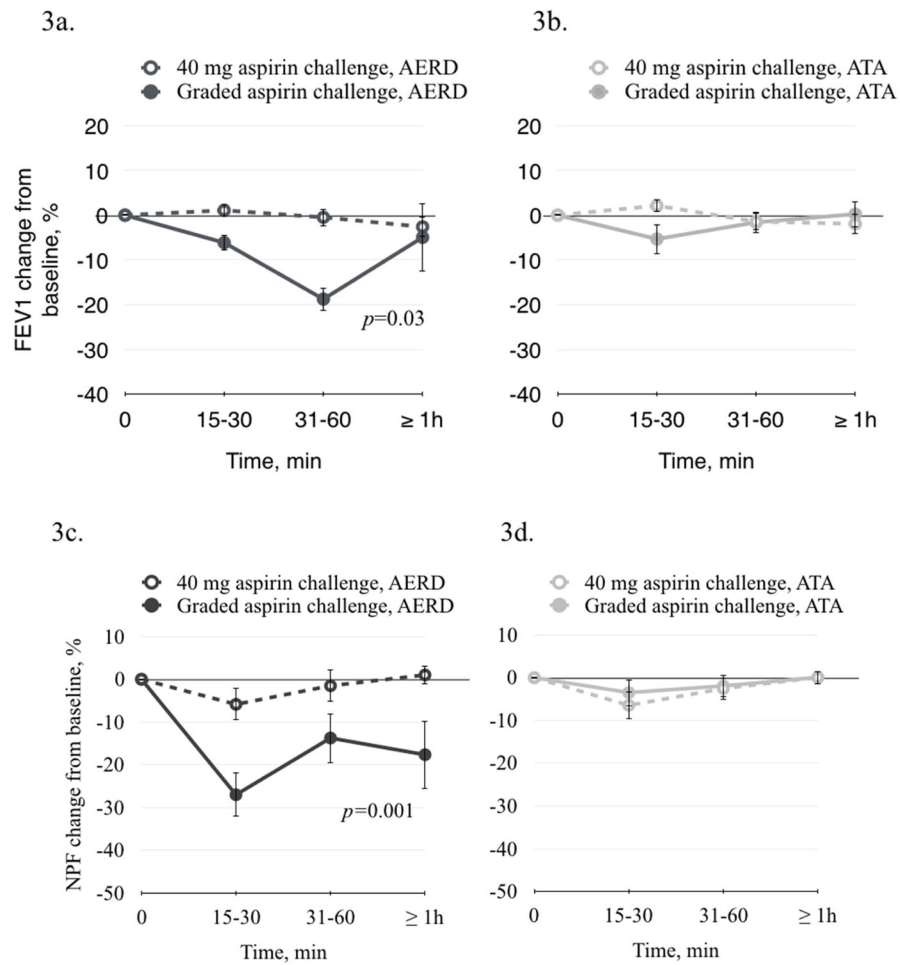 3a.
40 mg aspirin challenge, AERD
Graded aspirin challenge, AERD
FEV1 change from
baseline, %
20
10
0
-10
-20
-30
-40
p=0.03
0 15-30 31-60 ≥ 1h
Time, min
3b.
40 mg aspirin challenge, ATA
Graded aspirin challenge, ATA
20
10
0
-10
-20
-30
-40
0 15-30 31-60 ≥ 1h
Time, min
3c.
40 mg aspirin challenge, AERD
Graded aspirin challenge, AERD
NPF change from baseline, %
10
0
-10
-20
-30
-40
-50
p=0.001
0 15-30 31-60 ≥ 1h
Time, min
3d.
40 mg aspirin challenge, ATA
Graded aspirin challenge, ATA
10
0
-10
-20
-30
-40
-50
0 15-30 31-60 ≥ 1h
Time, min